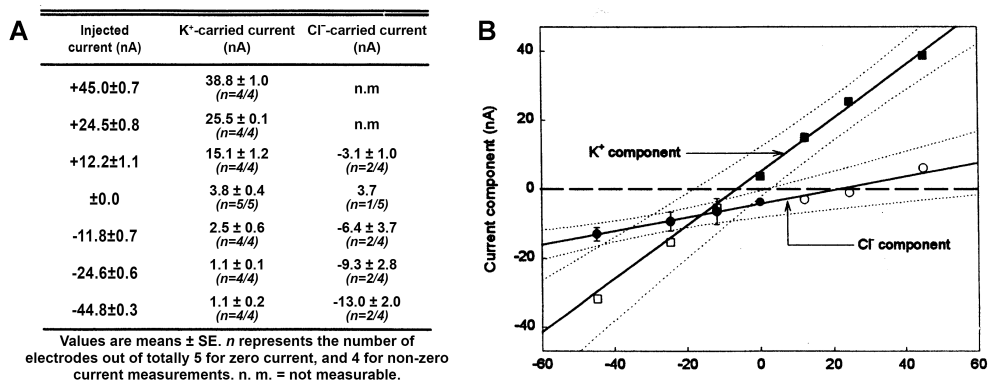 A
Injected current (nA) K⁺-carried current (nA) Cl⁻-carried current (nA)
+45.0±0.7 38.8 ± 1.0 (n=4/4) n.m
+24.5±0.8 25.5 ± 0.1 (n=4/4) n.m
+12.2±1.1 15.1 ± 1.2 (n=4/4) -3.1 ± 1.0 (n=2/4)
±0.0 3.8 ± 0.4 (n=5/5) 3.7 (n=1/5)
-11.8±0.7 2.5 ± 0.6 (n=4/4) -6.4 ± 3.7 (n=2/4)
-24.6±0.6 1.1 ± 0.1 (n=4/4) -9.3 ± 2.8 (n=2/4)
-44.8±0.3 1.1 ± 0.2 (n=4/4) -13.0 ± 2.0 (n=2/4)
Values are means ± SE. n represents the number of
electrodes out of totally 5 for zero current, and 4 for non-zero
current measurements. n. m. = not measurable.
B
Current component (nA)
40
20
0
-20
-40
K⁺ component
Cl⁻ component
-60 -40 -20 0 20 40 60